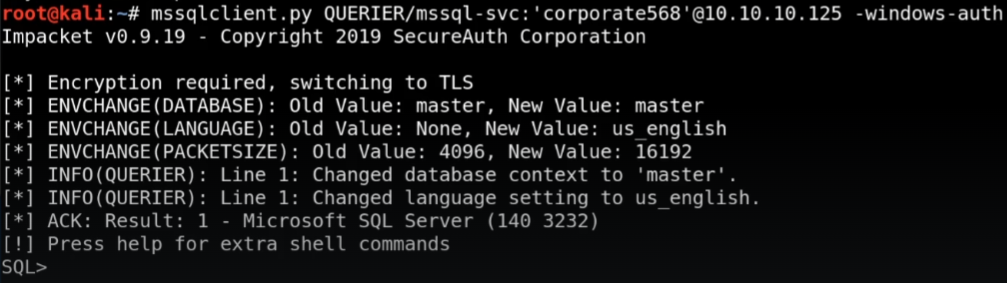 root@kali:~# mssqlclient.py QUERIER/mssql-svc:'corporate568'@10.10.10.125 -windows-auth
Impacket v0.9.19 - Copyright 2019 SecureAuth Corporation
[*] Encryption required, switching to TLS
[*] ENVCHANGE(DATABASE): Old Value: master, New Value: master
[*] ENVCHANGE(LANGUAGE): Old Value: None, New Value: us_english
[*] ENVCHANGE(PACKETSIZE): Old Value: 4096, New Value: 16192
[*] INFO(QUERIER): Line 1: Changed database context to 'master'.
[*] INFO(QUERIER): Line 1: Changed language setting to us_english.
[*] ACK: Result: 1 - Microsoft SQL Server (140 3232)
[!] Press help for extra shell commands
SQL>